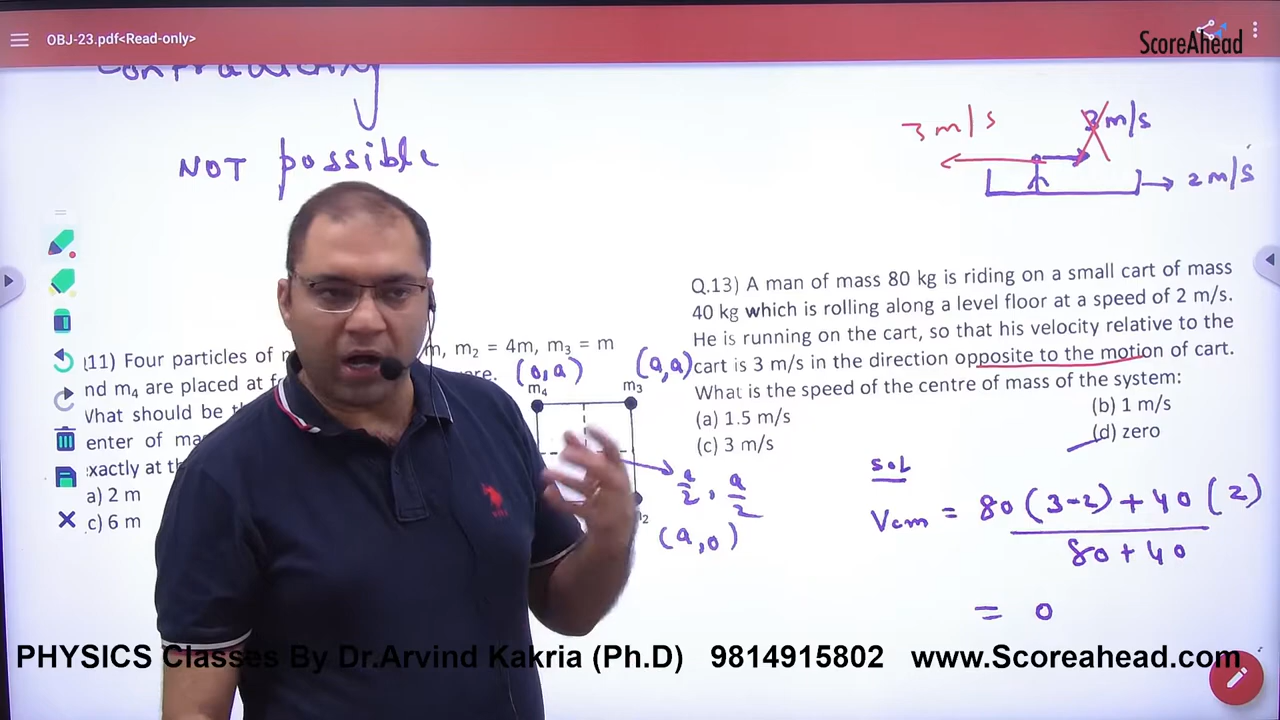 OBJ-23.pdf<Read-only>
ScoreAhead
Contradicting
NOT possible
3 m/s
3 m/s
2 m/s
Q.13) A man of mass 80 kg is riding on a small cart of mass
40 kg which is rolling along a level floor at a speed of 2 m/s.
He is running on the cart, so that his velocity relative to the
cart is 3 m/s in the direction opposite to the motion of cart.
What is the speed of the centre of mass of the system:
(a) 1.5 m/s
(b) 1 m/s
(c) 3 m/s
(d) zero
Sol
Vcm = 80(3-2) + 40(2)
80 + 40
= 0
11) Four particles of m, m₂ = 4m, m₃ = m
nd m₄ are placed at
What should be
enter of
exactly at
a) 2 m
c) 6 m
(0,a)
(a,a)
m₄
m₃
a/2, a/2
(a,0)
PHYSICS Classes By Dr.Arvind Kakria (Ph.D) 9814915802 www.Scoreahead.com